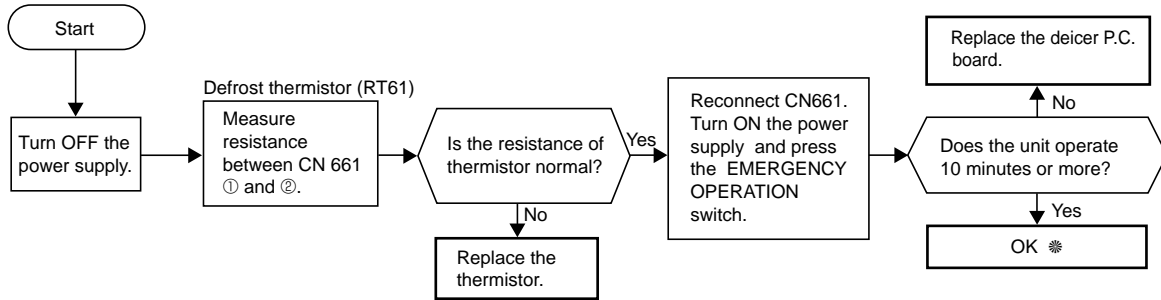 Start
Turn OFF the
power supply.
Defrost thermistor (RT61)
Measure
resistance
between CN 661
① and ②.
Is the resistance of
thermistor normal?
Yes
No
Replace the
thermistor.
Reconnect CN661.
Turn ON the power
supply and press
the EMERGENCY
OPERATION
switch.
Replace the deicer P.C.
board.
No
Does the unit operate
10 minutes or more?
Yes
OK ❋